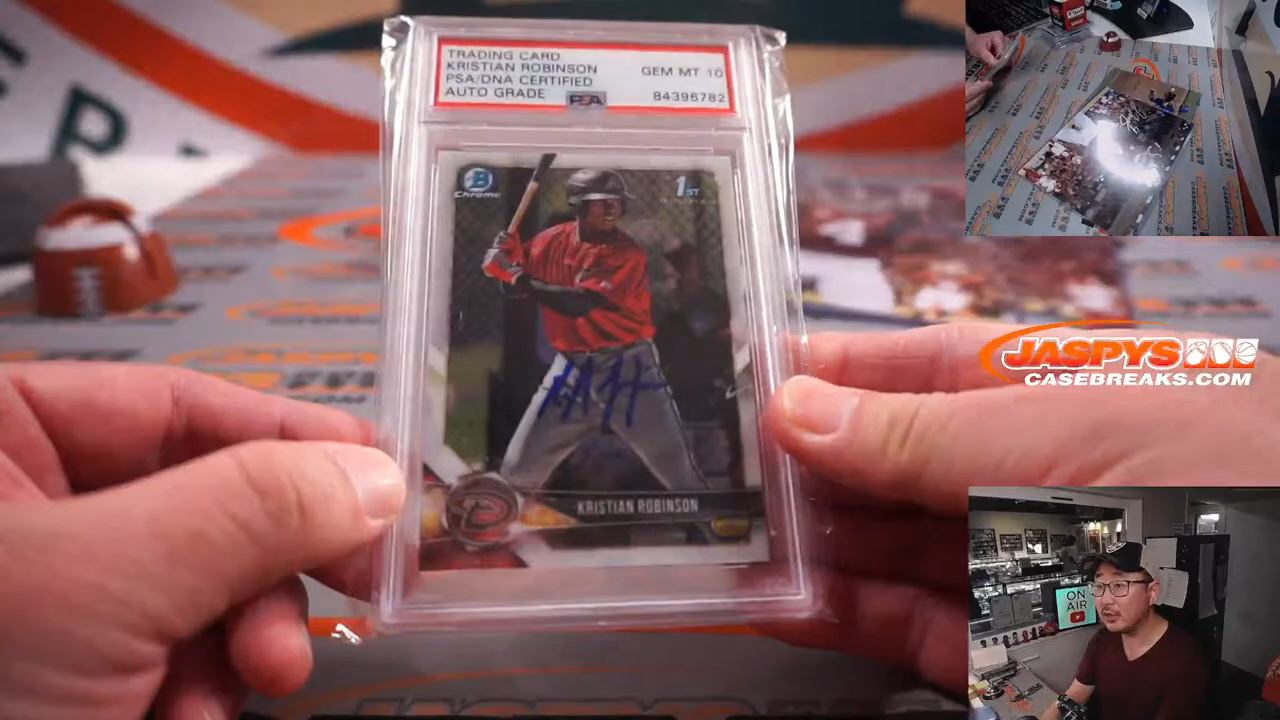 TRADING CARD
KRISTIAN ROBINSON
PSA/DNA CERTIFIED
AUTO GRADE
GEM MT 10
PSA
84396782
B
Chrome
1ST
KRISTIAN ROBINSON
JASPYS
CASEBREAKS.COM
ON
AIR